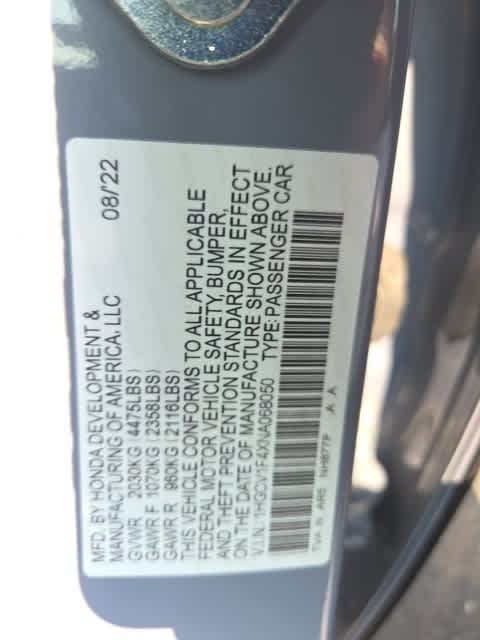 MFD. BY HONDA DEVELOPMENT &
MANUFACTURING OF AMERICA, LLC 08/22
GVWR 2030KG ( 4475LBS)
GAWR F 1070KG ( 2358LBS)
GAWR R 960KG ( 2116LBS)
THIS VEHICLE CONFORMS TO ALL APPLICABLE
FEDERAL MOTOR VEHICLE SAFETY, BUMPER,
AND THEFT PREVENTION STANDARDS IN EFFECT
ON THE DATE OF MANUFACTURE SHOWN ABOVE.
V.I.N.: 1HGCV1F4XNA068050 TYPE: PASSENGER CAR
TVA A A